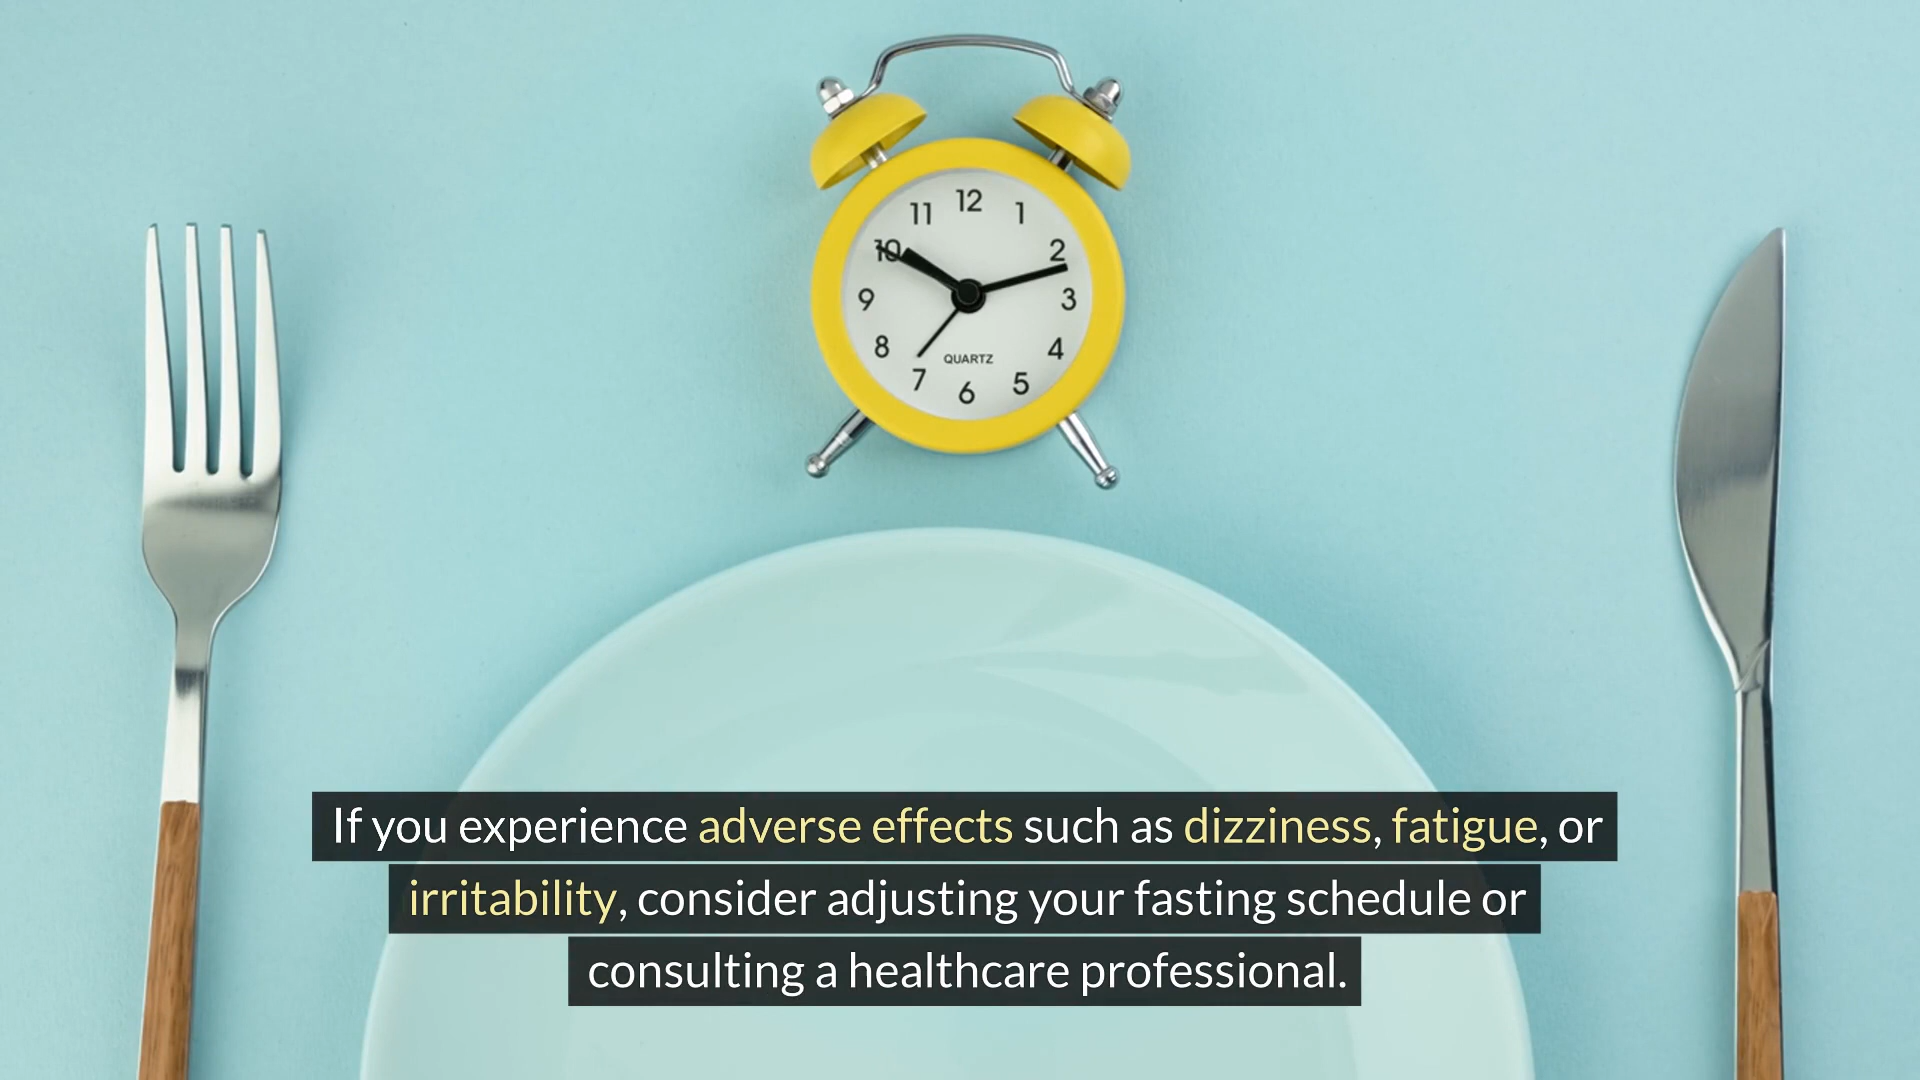 12
11 1
10 2
9 3
8 4
QUARTZ
7 5
6
If you experience adverse effects such as dizziness, fatigue, or
irritability, consider adjusting your fasting schedule or
consulting a healthcare professional.